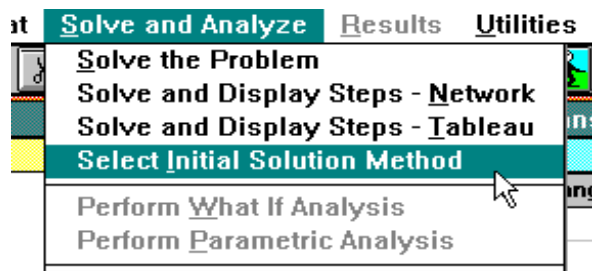 at Solve and Analyze Results Utilities
Solve the Problem
Solve and Display Steps - Network
Solve and Display Steps - Tableau
Select Initial Solution Method
Perform What If Analysis
Perform Parametric Analysis